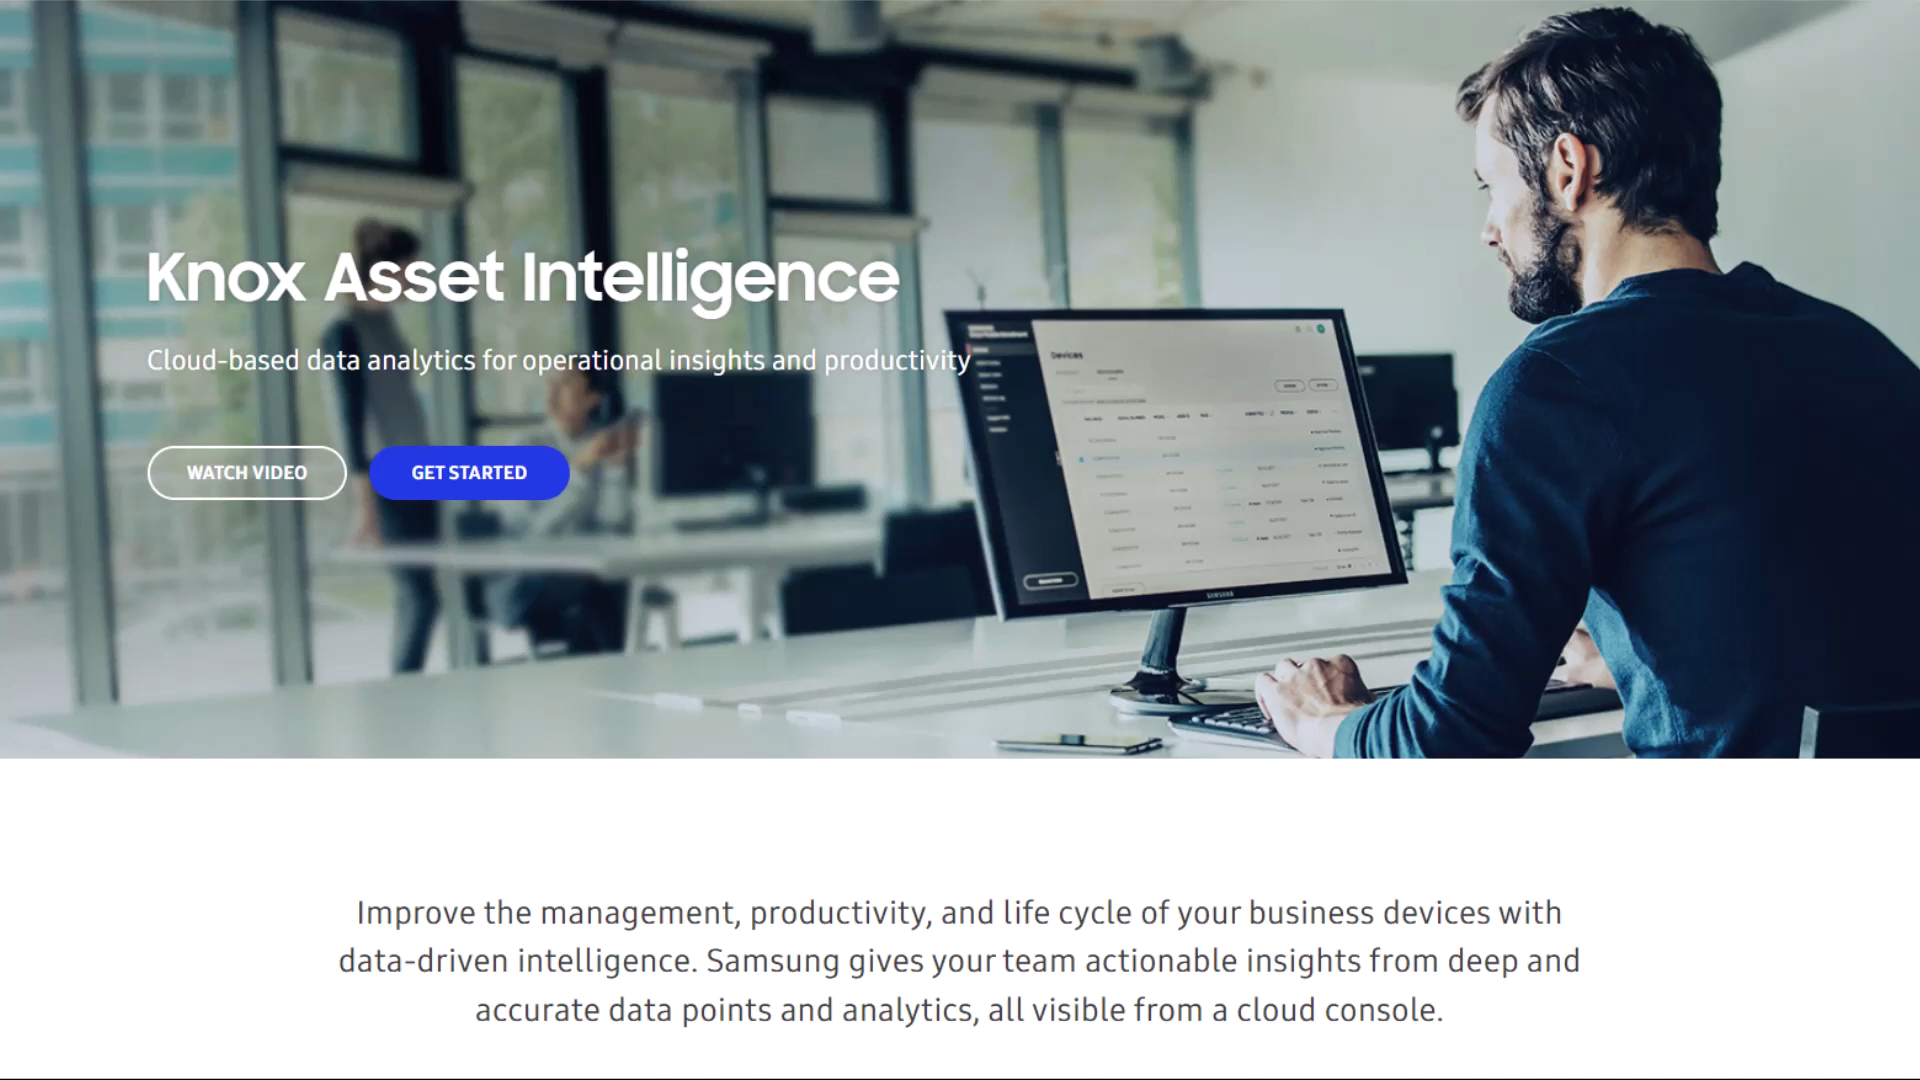 Knox Asset Intelligence
Cloud-based data analytics for operational insights and productivity
WATCH VIDEO
GET STARTED
Devices
SAMSUNG
Improve the management, productivity, and life cycle of your business devices with
data-driven intelligence. Samsung gives your team actionable insights from deep and
accurate data points and analytics, all visible from a cloud console.